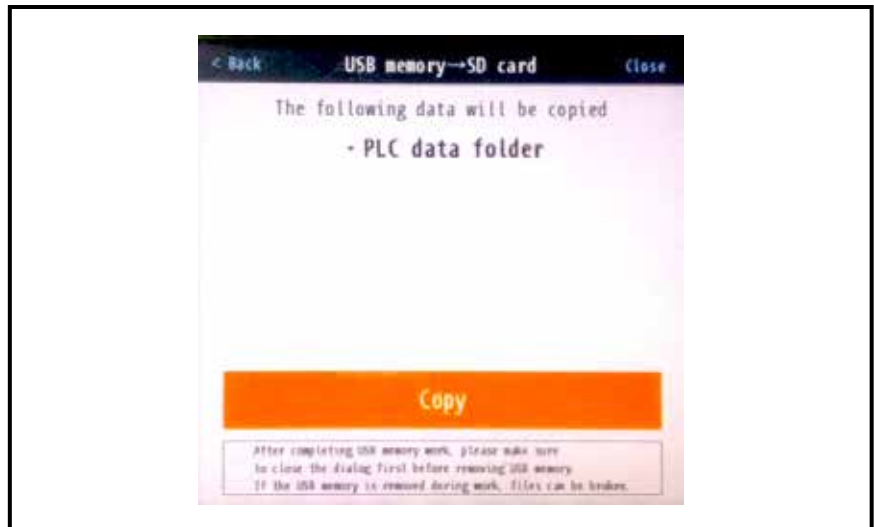 < Back USB memory→SD card Close
The following data will be copied
- PLC data folder
Copy
After completing USB memory work, please make sure
to close the dialog first before removing USB memory.
If the USB memory is removed during work, files can be broken.